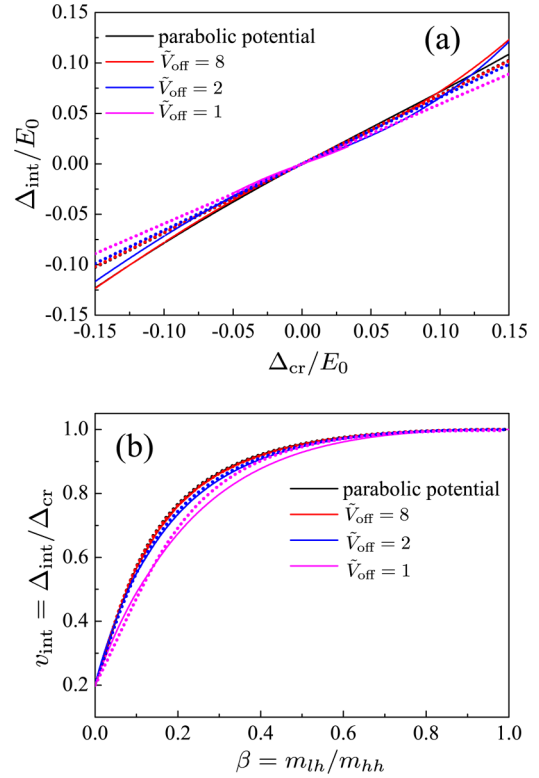 0.15
0.10
0.05
0.00
-0.05
-0.10
-0.15
Δint/E0
(a)
parabolic potential
Ṽoff = 8
Ṽoff = 2
Ṽoff = 1
-0.15 -0.10 -0.05 0.00 0.05 0.10 0.15
Δcr/E0
1.0
0.8
0.6
0.4
0.2
vint = Δint/Δcr
(b)
parabolic potential
Ṽoff = 8
Ṽoff = 2
Ṽoff = 1
0.0 0.2 0.4 0.6 0.8 1.0
β = mlh/mhh